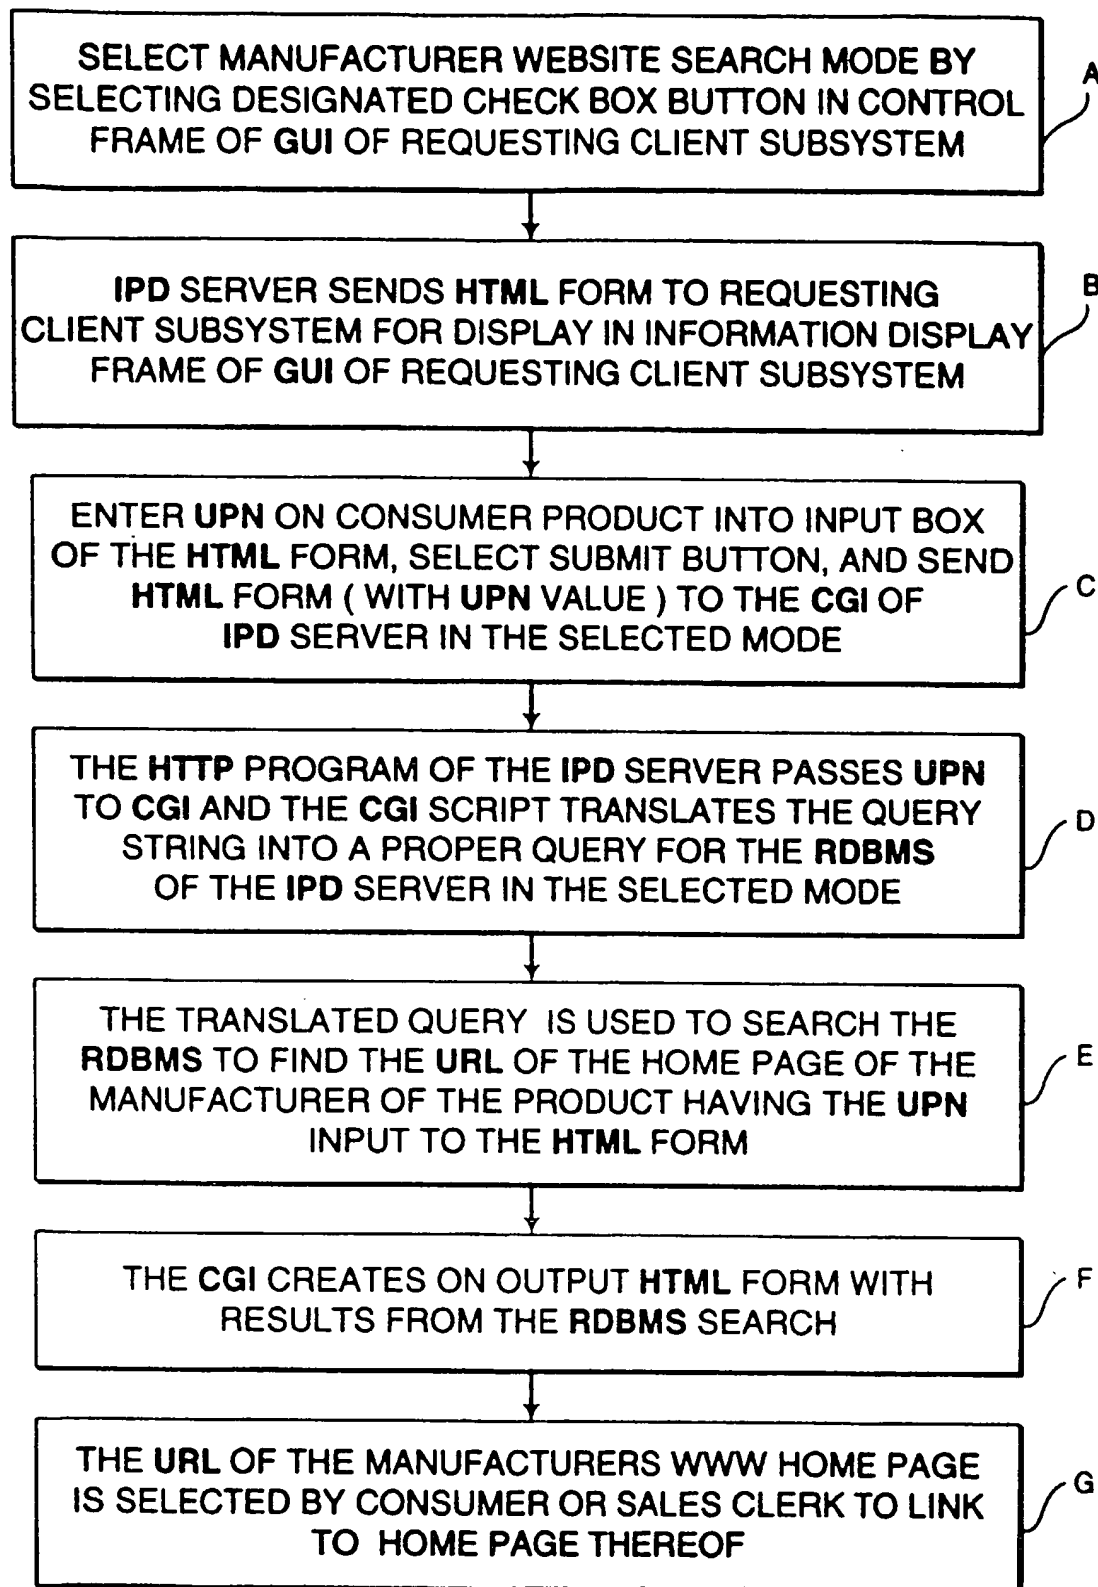 SELECT MANUFACTURER WEBSITE SEARCH MODE BY
SELECTING DESIGNATED CHECK BOX BUTTON IN CONTROL
FRAME OF GUI OF REQUESTING CLIENT SUBSYSTEM
A
IPD SERVER SENDS HTML FORM TO REQUESTING
CLIENT SUBSYSTEM FOR DISPLAY IN INFORMATION DISPLAY
FRAME OF GUI OF REQUESTING CLIENT SUBSYSTEM
B
ENTER UPN ON CONSUMER PRODUCT INTO INPUT BOX
OF THE HTML FORM, SELECT SUBMIT BUTTON, AND SEND
HTML FORM ( WITH UPN VALUE ) TO THE CGI OF
IPD SERVER IN THE SELECTED MODE
C
THE HTTP PROGRAM OF THE IPD SERVER PASSES UPN
TO CGI AND THE CGI SCRIPT TRANSLATES THE QUERY
STRING INTO A PROPER QUERY FOR THE RDBMS
OF THE IPD SERVER IN THE SELECTED MODE
D
THE TRANSLATED QUERY IS USED TO SEARCH THE
RDBMS TO FIND THE URL OF THE HOME PAGE OF THE
MANUFACTURER OF THE PRODUCT HAVING THE UPN
INPUT TO THE HTML FORM
E
THE CGI CREATES ON OUTPUT HTML FORM WITH
RESULTS FROM THE RDBMS SEARCH
F
THE URL OF THE MANUFACTURERS WWW HOME PAGE
IS SELECTED BY CONSUMER OR SALES CLERK TO LINK
TO HOME PAGE THEREOF
G